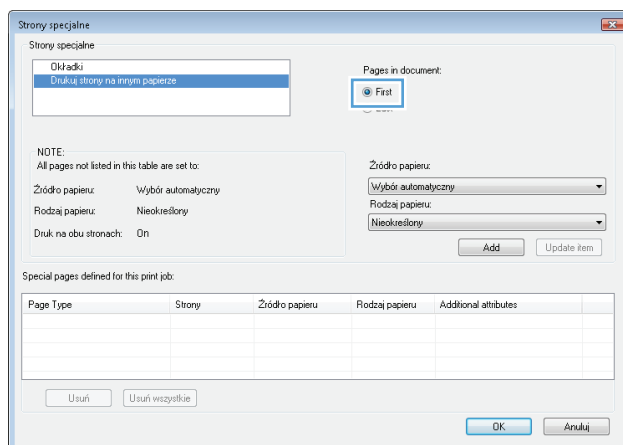 Strony specjalne
Strony specjalne
Okładki
Drukuj strony na innym papierze
Pages in document:
First
NOTE:
All pages not listed in this table are set to:
Źródło papieru: Wybór automatyczny
Rodzaj papieru: Nieokreślony
Druk na obu stronach: On
Źródło papieru:
Wybór automatyczny
Rodzaj papieru:
Nieokreślony
Add Update item
Special pages defined for this print job:
Page Type Strony Źródło papieru Rodzaj papieru Additional attributes
Usuń Usuń wszystkie
OK Anuluj